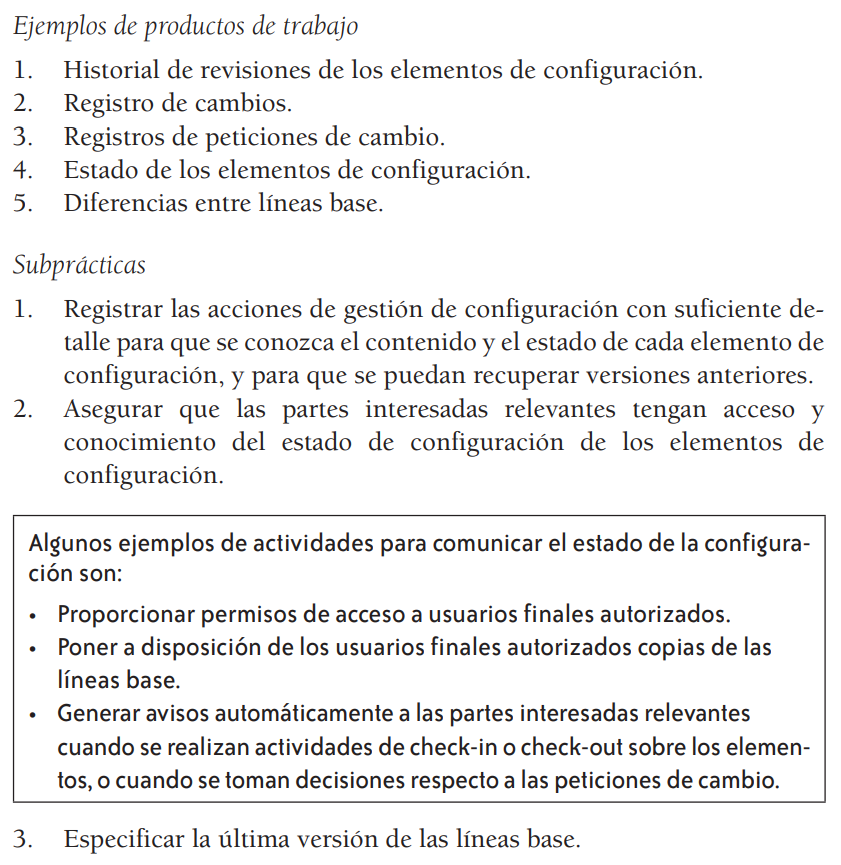 Ejemplos de productos de trabajo
1. Historial de revisiones de los elementos de configuración.
2. Registro de cambios.
3. Registros de peticiones de cambio.
4. Estado de los elementos de configuración.
5. Diferencias entre líneas base.
Subprácticas
1. Registrar las acciones de gestión de configuración con suficiente de-
talle para que se conozca el contenido y el estado de cada elemento de
configuración, y para que se puedan recuperar versiones anteriores.
2. Asegurar que las partes interesadas relevantes tengan acceso y
conocimiento del estado de configuración de los elementos de
configuración.
Algunos ejemplos de actividades para comunicar el estado de la configura-
ción son:
• Proporcionar permisos de acceso a usuarios finales autorizados.
• Poner a disposición de los usuarios finales autorizados copias de las
líneas base.
• Generar avisos automáticamente a las partes interesadas relevantes
cuando se realizan actividades de check-in o check-out sobre los elemen-
tos, o cuando se toman decisiones respecto a las peticiones de cambio.
3. Especificar la última versión de las líneas base.